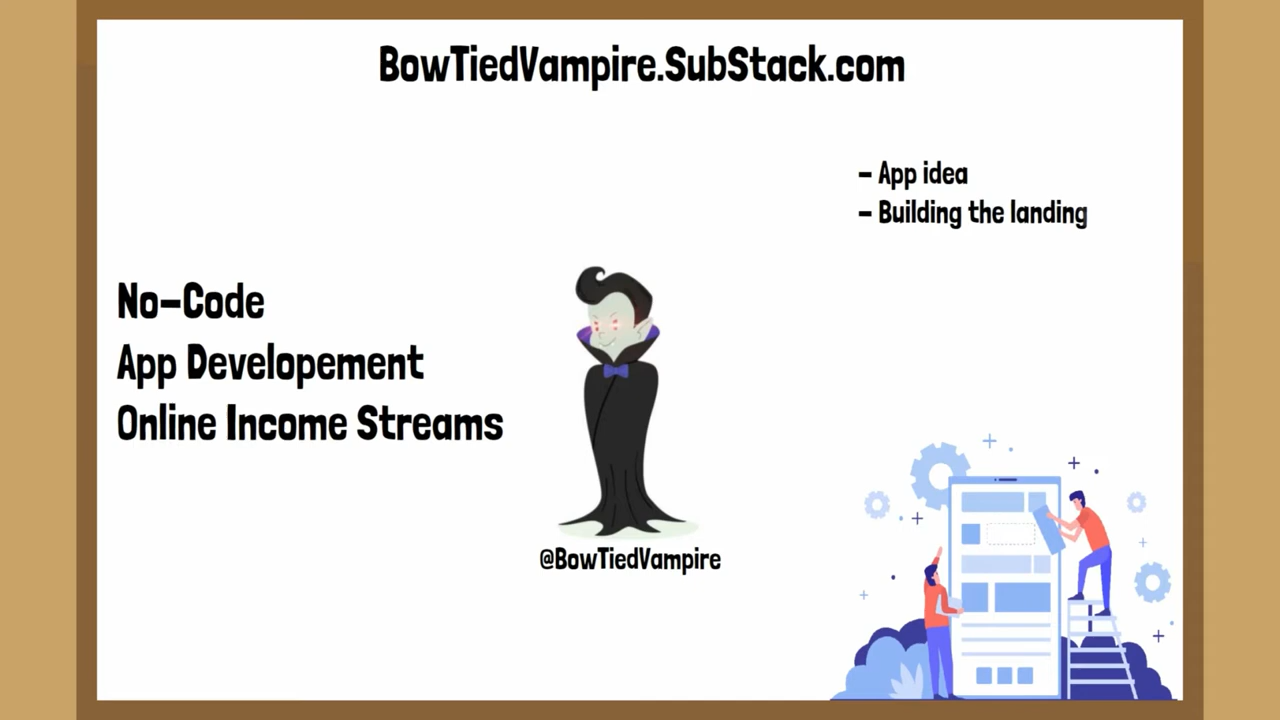 BowTiedVampire.SubStack.com
- App idea
- Building the landing
No-Code
App Developement
Online Income Streams
@BowTiedVampire